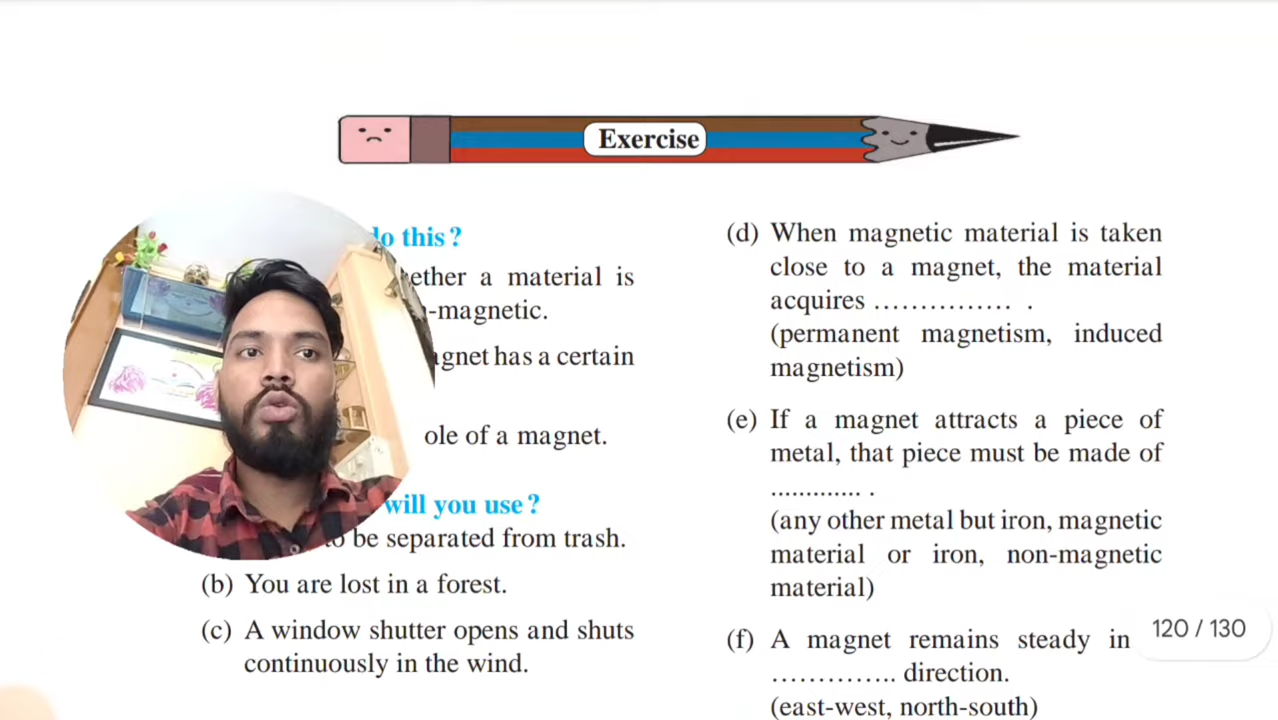 Exercise
do this?
ether a material is
-magnetic.
gnet has a certain
ole of a magnet.
will you use?
to be separated from trash.
(b) You are lost in a forest.
(c) A window shutter opens and shuts
continuously in the wind.
(d) When magnetic material is taken
close to a magnet, the material
acquires ............... .
(permanent magnetism, induced
magnetism)
(e) If a magnet attracts a piece of
metal, that piece must be made of
............. .
(any other metal but iron, magnetic
material or iron, non-magnetic
material)
(f) A magnet remains steady in
.............. direction.
(east-west, north-south)
120 / 130